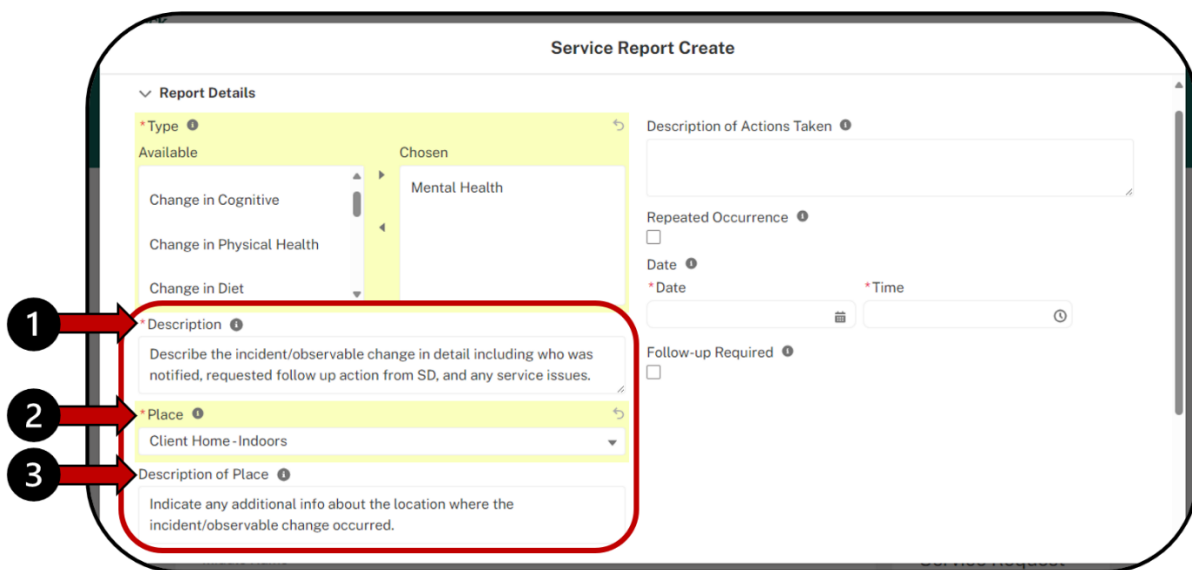 Service Report Create
Report Details
*Type
Available
Chosen
Change in Cognitive
Change in Physical Health
Change in Diet
Mental Health
1
*Description
Describe the incident/observable change in detail including who was
notified, requested follow up action from SD, and any service issues.
2
*Place
Client Home - Indoors
3
Description of Place
Indicate any additional info about the location where the
incident/observable change occurred.
Description of Actions Taken
Repeated Occurrence
Date
*Date
*Time
Follow-up Required
Service Request